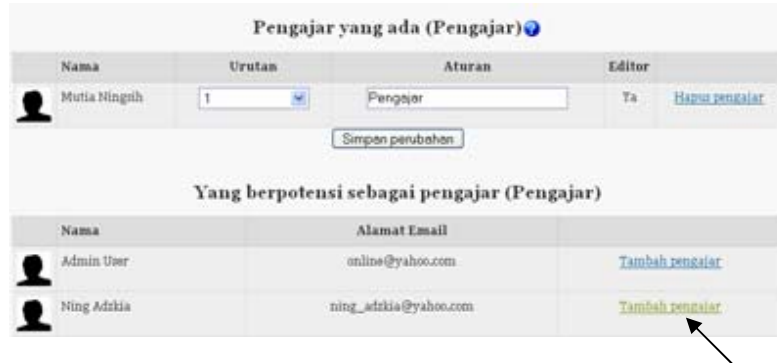 Pengajar yang ada (Pengajar)
Nama Urutan Aturan Editor
Mutia Ningsih 1 Pengajar Ya Hapus pengajar
Simpan perubahan
Yang berpotensi sebagai pengajar (Pengajar)
Nama Alamat Email
Admin User online@yahoo.com Tambah pengajar
Ning Adzkia ning_adzkia@yahoo.com Tambah pengajar